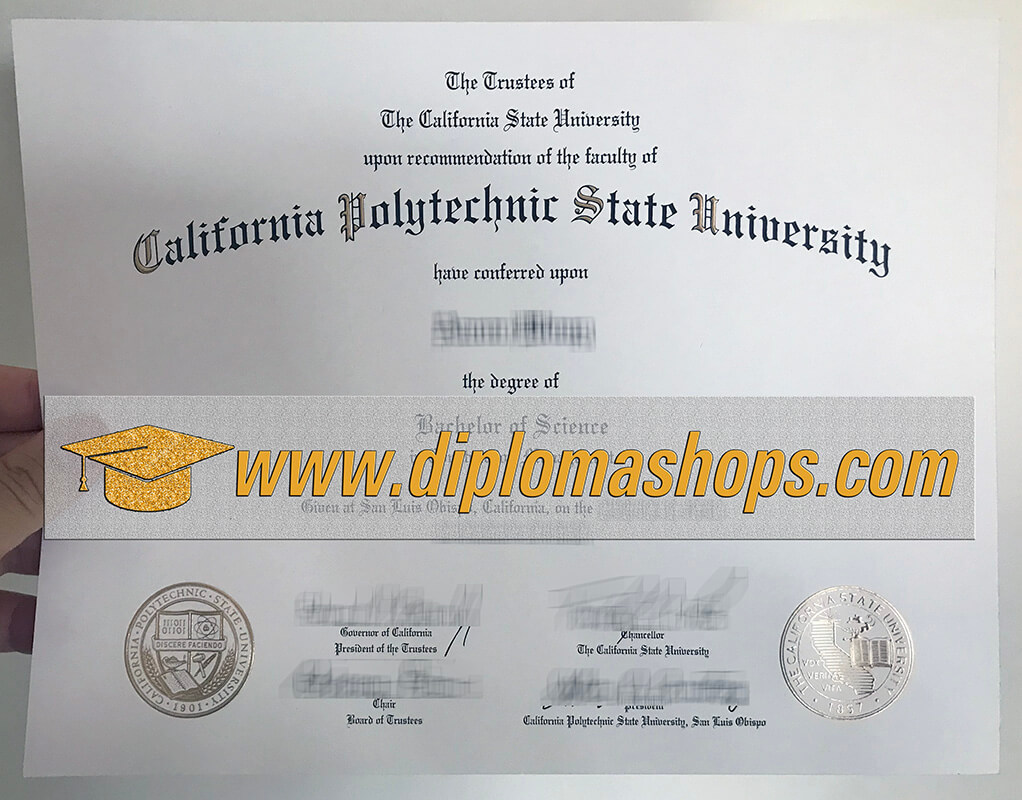 The Trustees of
The California State University
upon recommendation of the faculty of
California Polytechnic State University
have conferred upon
the degree of
Bachelor of Science
www.diplomashops.com
Given at San Luis Obispo, California, on the
CALIFORNIA · POLYTECHNIC · STATE · UNIVERSITY · 1901 ·
DISCERE FACIENDO
Governor of California
President of the Trustees
Chancellor
The California State University
Chair
Board of Trustees
President
California Polytechnic State University, San Luis Obispo
THE CALIFORNIA STATE UNIVERSITY
VOX
VERITAS
VITA
· 1857 ·